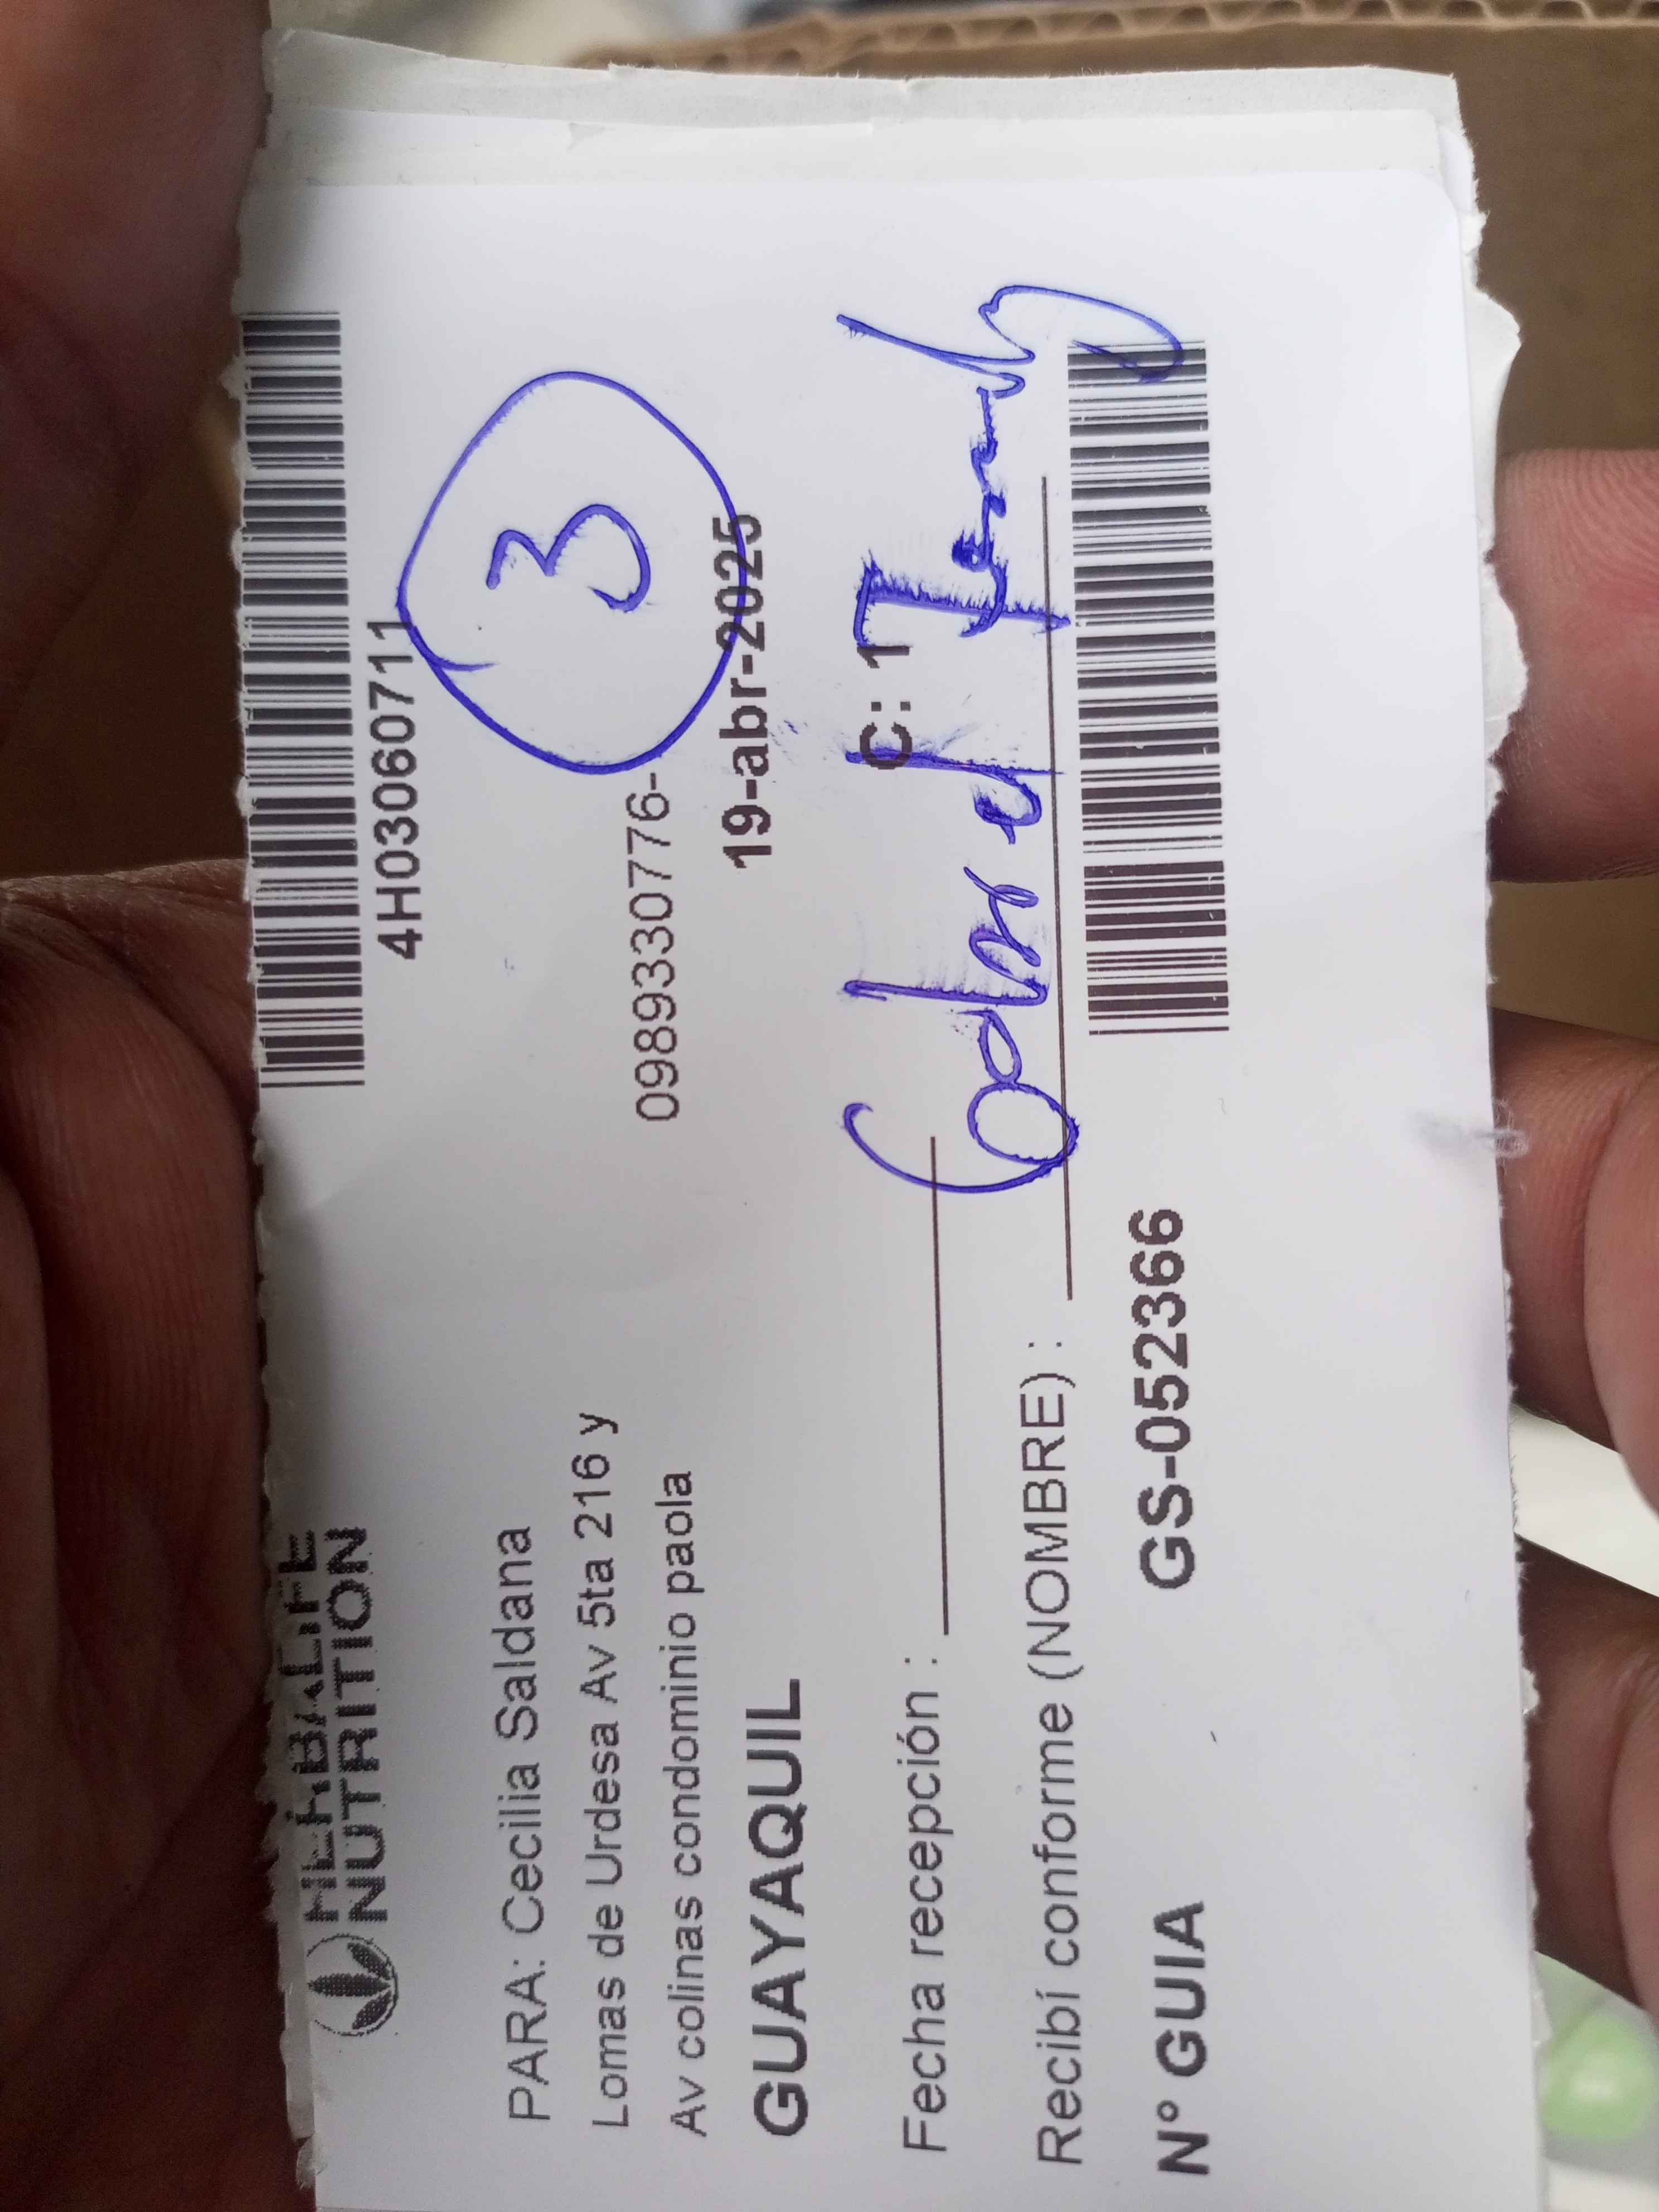 HERBALIFE
NUTRITION
4H03060711
3
PARA: Cecilia Saldana
Lomas de Urdesa Av 5ta 216 y
0989330776-
Av colinas condominio paola
GUAYAQUIL
19-abr-2025
Fecha recepción :
C: 1
Recibí conforme (NOMBRE) :
N° GUIA
GS-052366